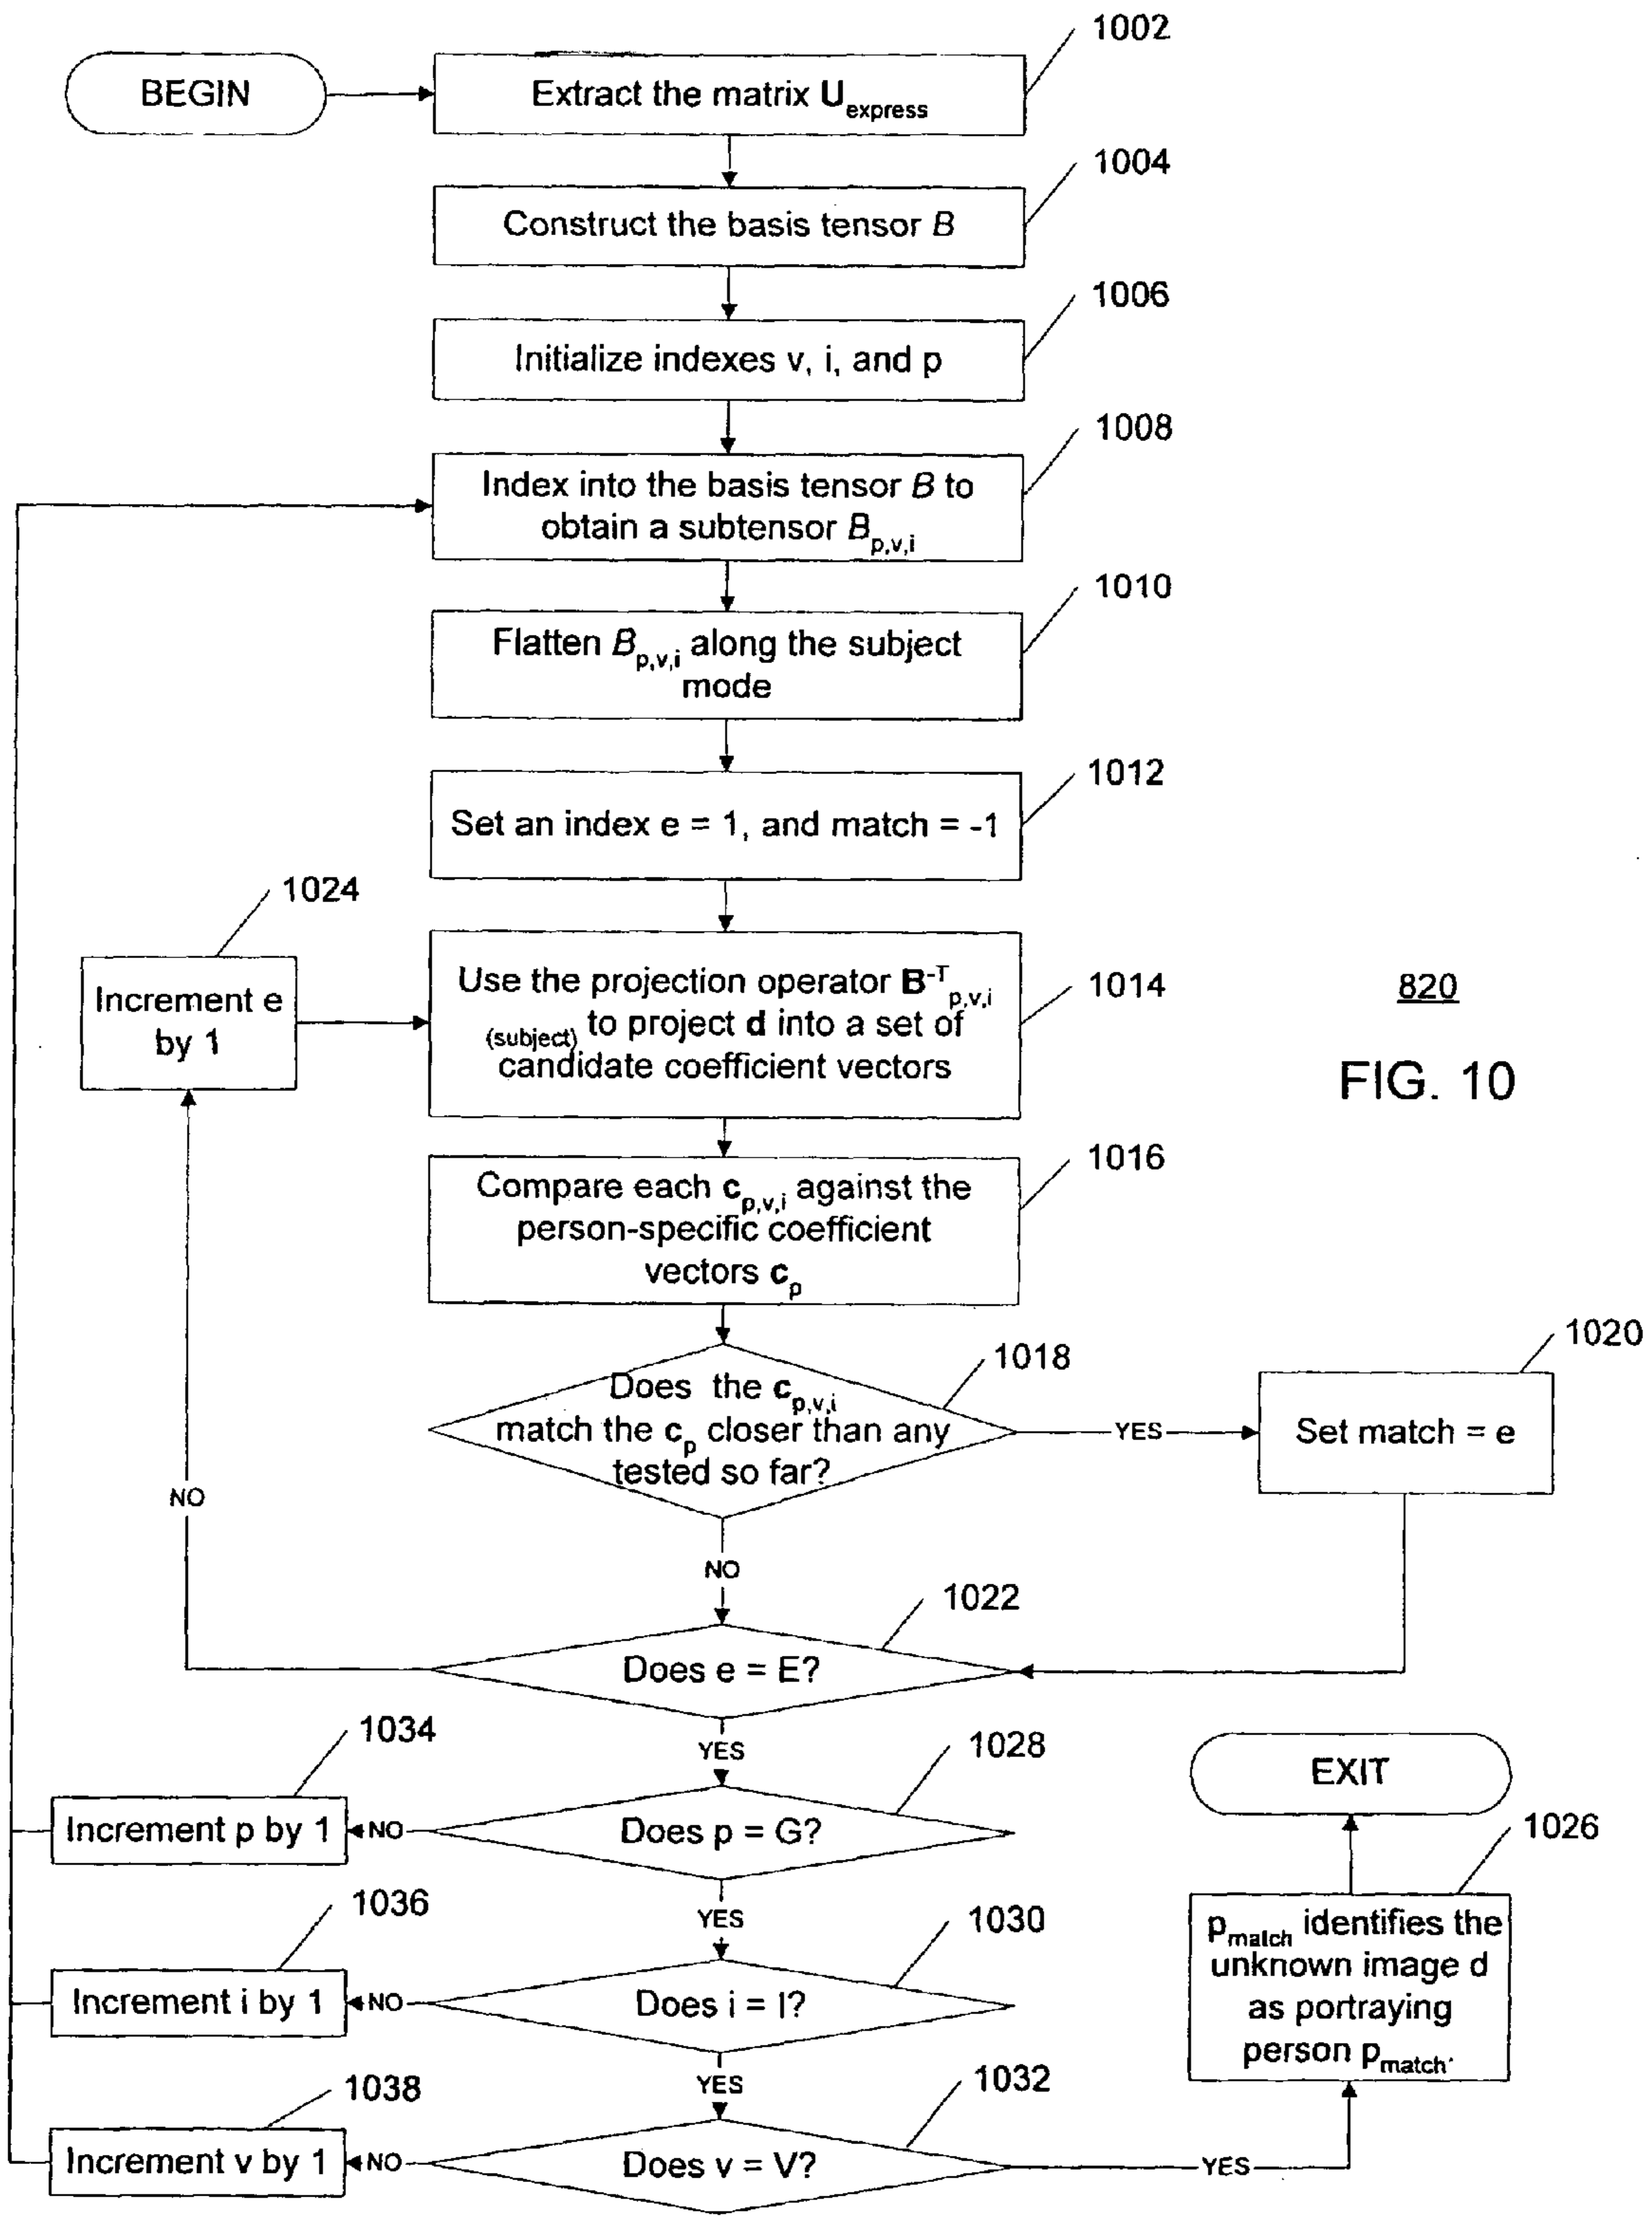 1002
BEGIN
Extract the matrix U_express
1004
Construct the basis tensor B
1006
Initialize indexes v, i, and p
1008
Index into the basis tensor B to
obtain a subtensor B_p,v,i
1010
Flatten B_p,v,i along the subject
mode
1012
Set an index e = 1, and match = -1
1024
Increment e
by 1
Use the projection operator B^-T_p,v,i
(subject) to project d into a set of
candidate coefficient vectors
1014
820
FIG. 10
1016
Compare each c_p,v,i against the
person-specific coefficient
vectors c_p
1018
Does the c_p,v,i
match the c_p closer than any
tested so far?
YES
1020
Set match = e
NO
NO
1022
Does e = E?
YES
1034
1028
Increment p by 1
NO
Does p = G?
EXIT
YES
1026
1036
1030
Increment i by 1
NO
Does i = I?
p_match identifies the
unknown image d
as portraying
person p_match.
YES
1038
1032
Increment v by 1
NO
Does v = V?
YES